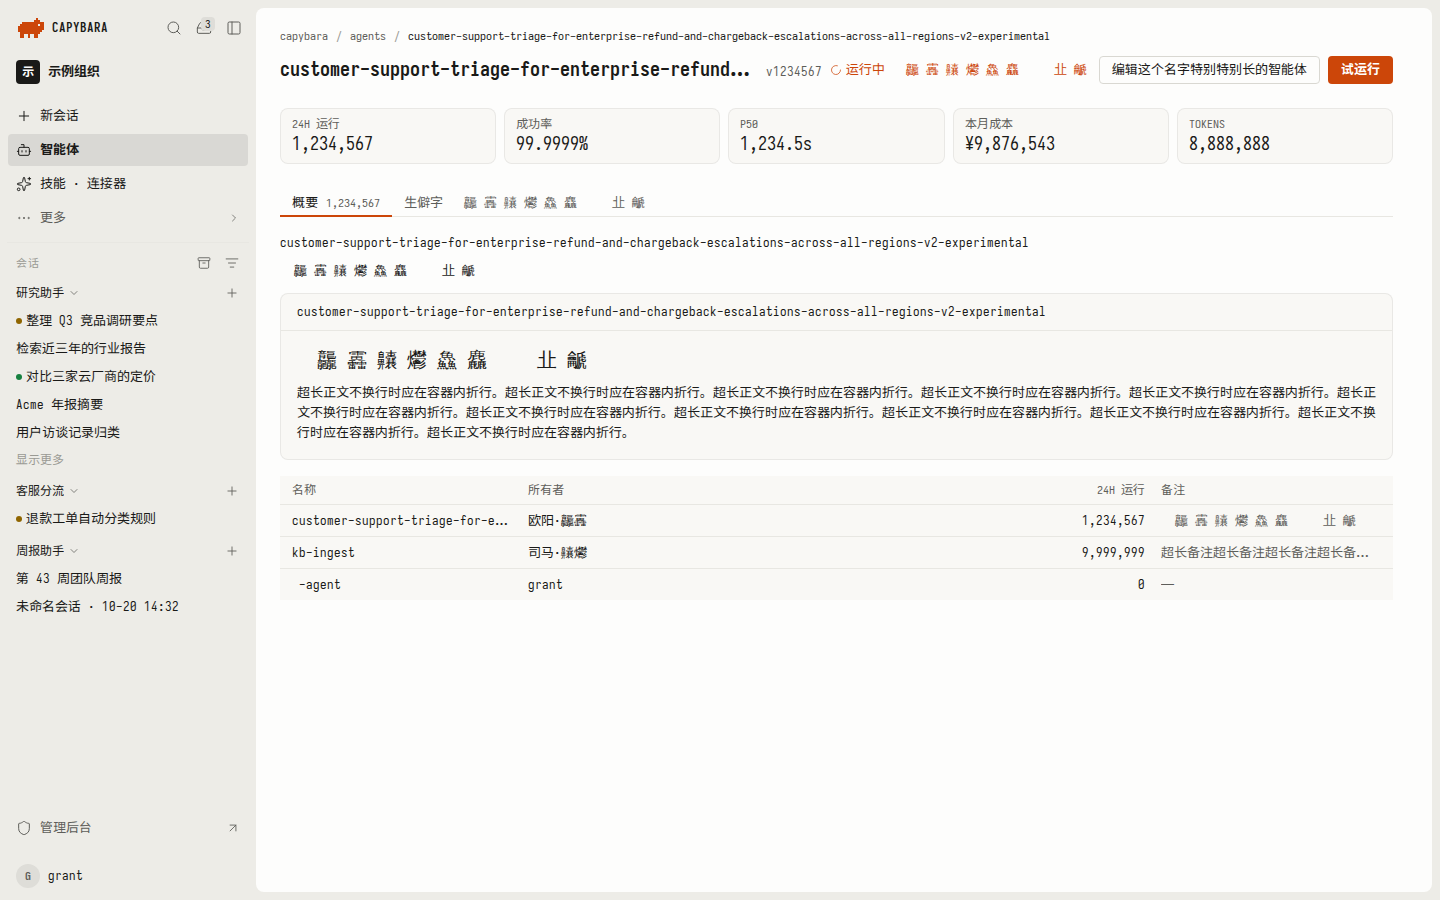 CAPYBARA
3
示 示例组织
新会话
智能体
技能 · 连接器
更多
会话
研究助手
整理 Q3 竞品调研要点
检索近三年的行业报告
对比三家云厂商的定价
Acme 年报摘要
用户访谈记录归类
显示更多
客服分流
退款工单自动分类规则
周报助手
第 43 周团队周报
未命名会话 · 10-20 14:32
管理后台
G grant
capybara / agents / customer-support-triage-for-enterprise-refund-and-chargeback-escalations-across-all-regions-v2-experimental
customer-support-triage-for-enterprise-refund... v1234567 运行中 编辑这个名字特别特别长的智能体 试运行
24H 运行
1,234,567
成功率
99.9999%
P50
1,234.5s
本月成本
¥9,876,543
TOKENS
8,888,888
概要 1,234,567 生僻字
customer-support-triage-for-enterprise-refund-and-chargeback-escalations-across-all-regions-v2-experimental
customer-support-triage-for-enterprise-refund-and-chargeback-escalations-across-all-regions-v2-experimental
超长正文不换行时应在容器内折行。超长正文不换行时应在容器内折行。超长正文不换行时应在容器内折行。超长正文不换行时应在容器内折行。超长正文不换行时应在容器内折行。超长正
文不换行时应在容器内折行。超长正文不换行时应在容器内折行。超长正文不换行时应在容器内折行。超长正文不换行时应在容器内折行。超长正文不换行时应在容器内折行。超长正文不换
行时应在容器内折行。超长正文不换行时应在容器内折行。
名称 所有者 24H 运行 备注
customer-support-triage-for-e... 欧阳· 1,234,567
kb-ingest 司马· 9,999,999 超长备注超长备注超长备注超长备...
-agent grant 0 —